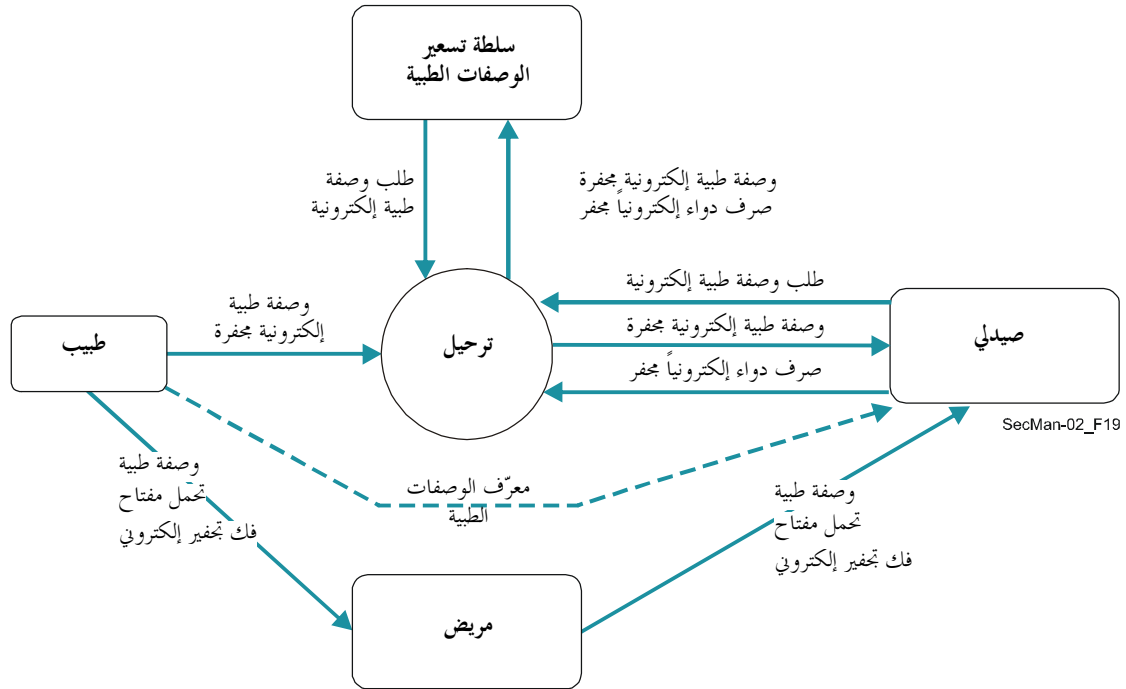 سلطة تسعير
الوصفات الطبية
طلب وصفة
طبية إلكترونية
وصفة طبية إلكترونية مجفرة
صرف دواء إلكترونياً مجفر
طلب وصفة طبية إلكترونية
وصفة طبية
إلكترونية مجفرة
وصفة طبية إلكترونية مجفرة
طبيب
ترحيل
صيدلي
صرف دواء إلكترونياً مجفر
SecMan-02_F19
وصفة طبية
تحمل مفتاح
فك تجفير إلكتروني
معرّف الوصفات
الطبية
وصفة طبية
تحمل مفتاح
فك تجفير إلكتروني
مريض